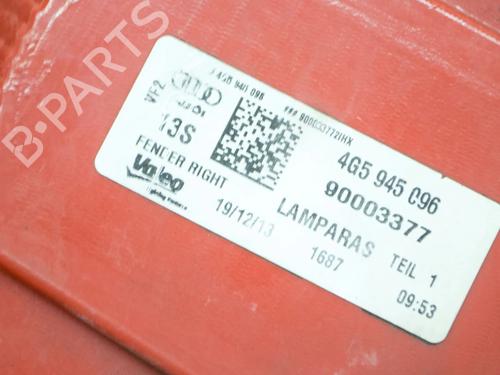 B-PARTS
4G5 945 096
VF2
Audi
13S
4G5 945 096
90003377
FENDER RIGHT
Valeo
19/12/13
LAMPARAS
TEIL 1
1687
09:53